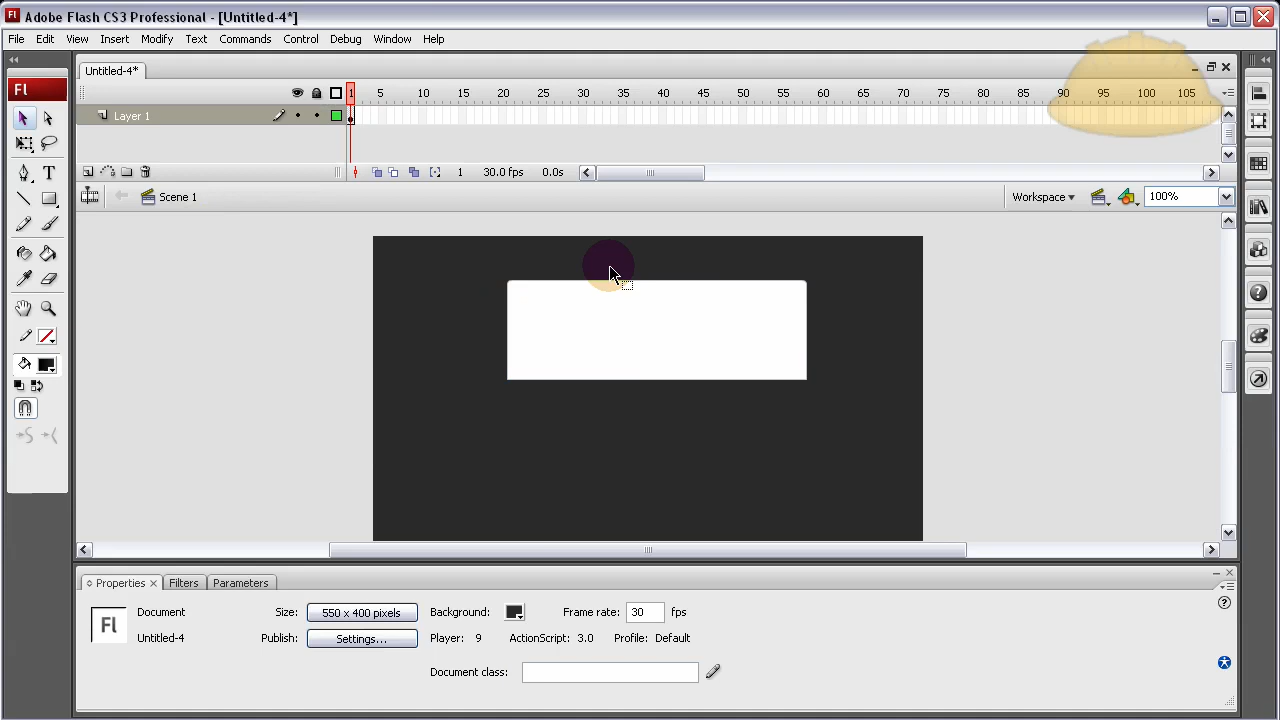 Adobe Flash CS3 Professional - [Untitled-4*]
File Edit View Insert Modify Text Commands Control Debug Window Help
Untitled-4*
Fl
1 5 10 15 20 25 30 35 40 45 50 55 60 65 70 75 80 85 90 95 100 105
Layer 1
1 30.0 fps 0.0s
Scene 1 Workspace 100%
Properties Filters Parameters
Fl
Document Size: 550 x 400 pixels Background: Frame rate: 30 fps
Untitled-4 Publish: Settings... Player: 9 ActionScript: 3.0 Profile: Default
Document class: